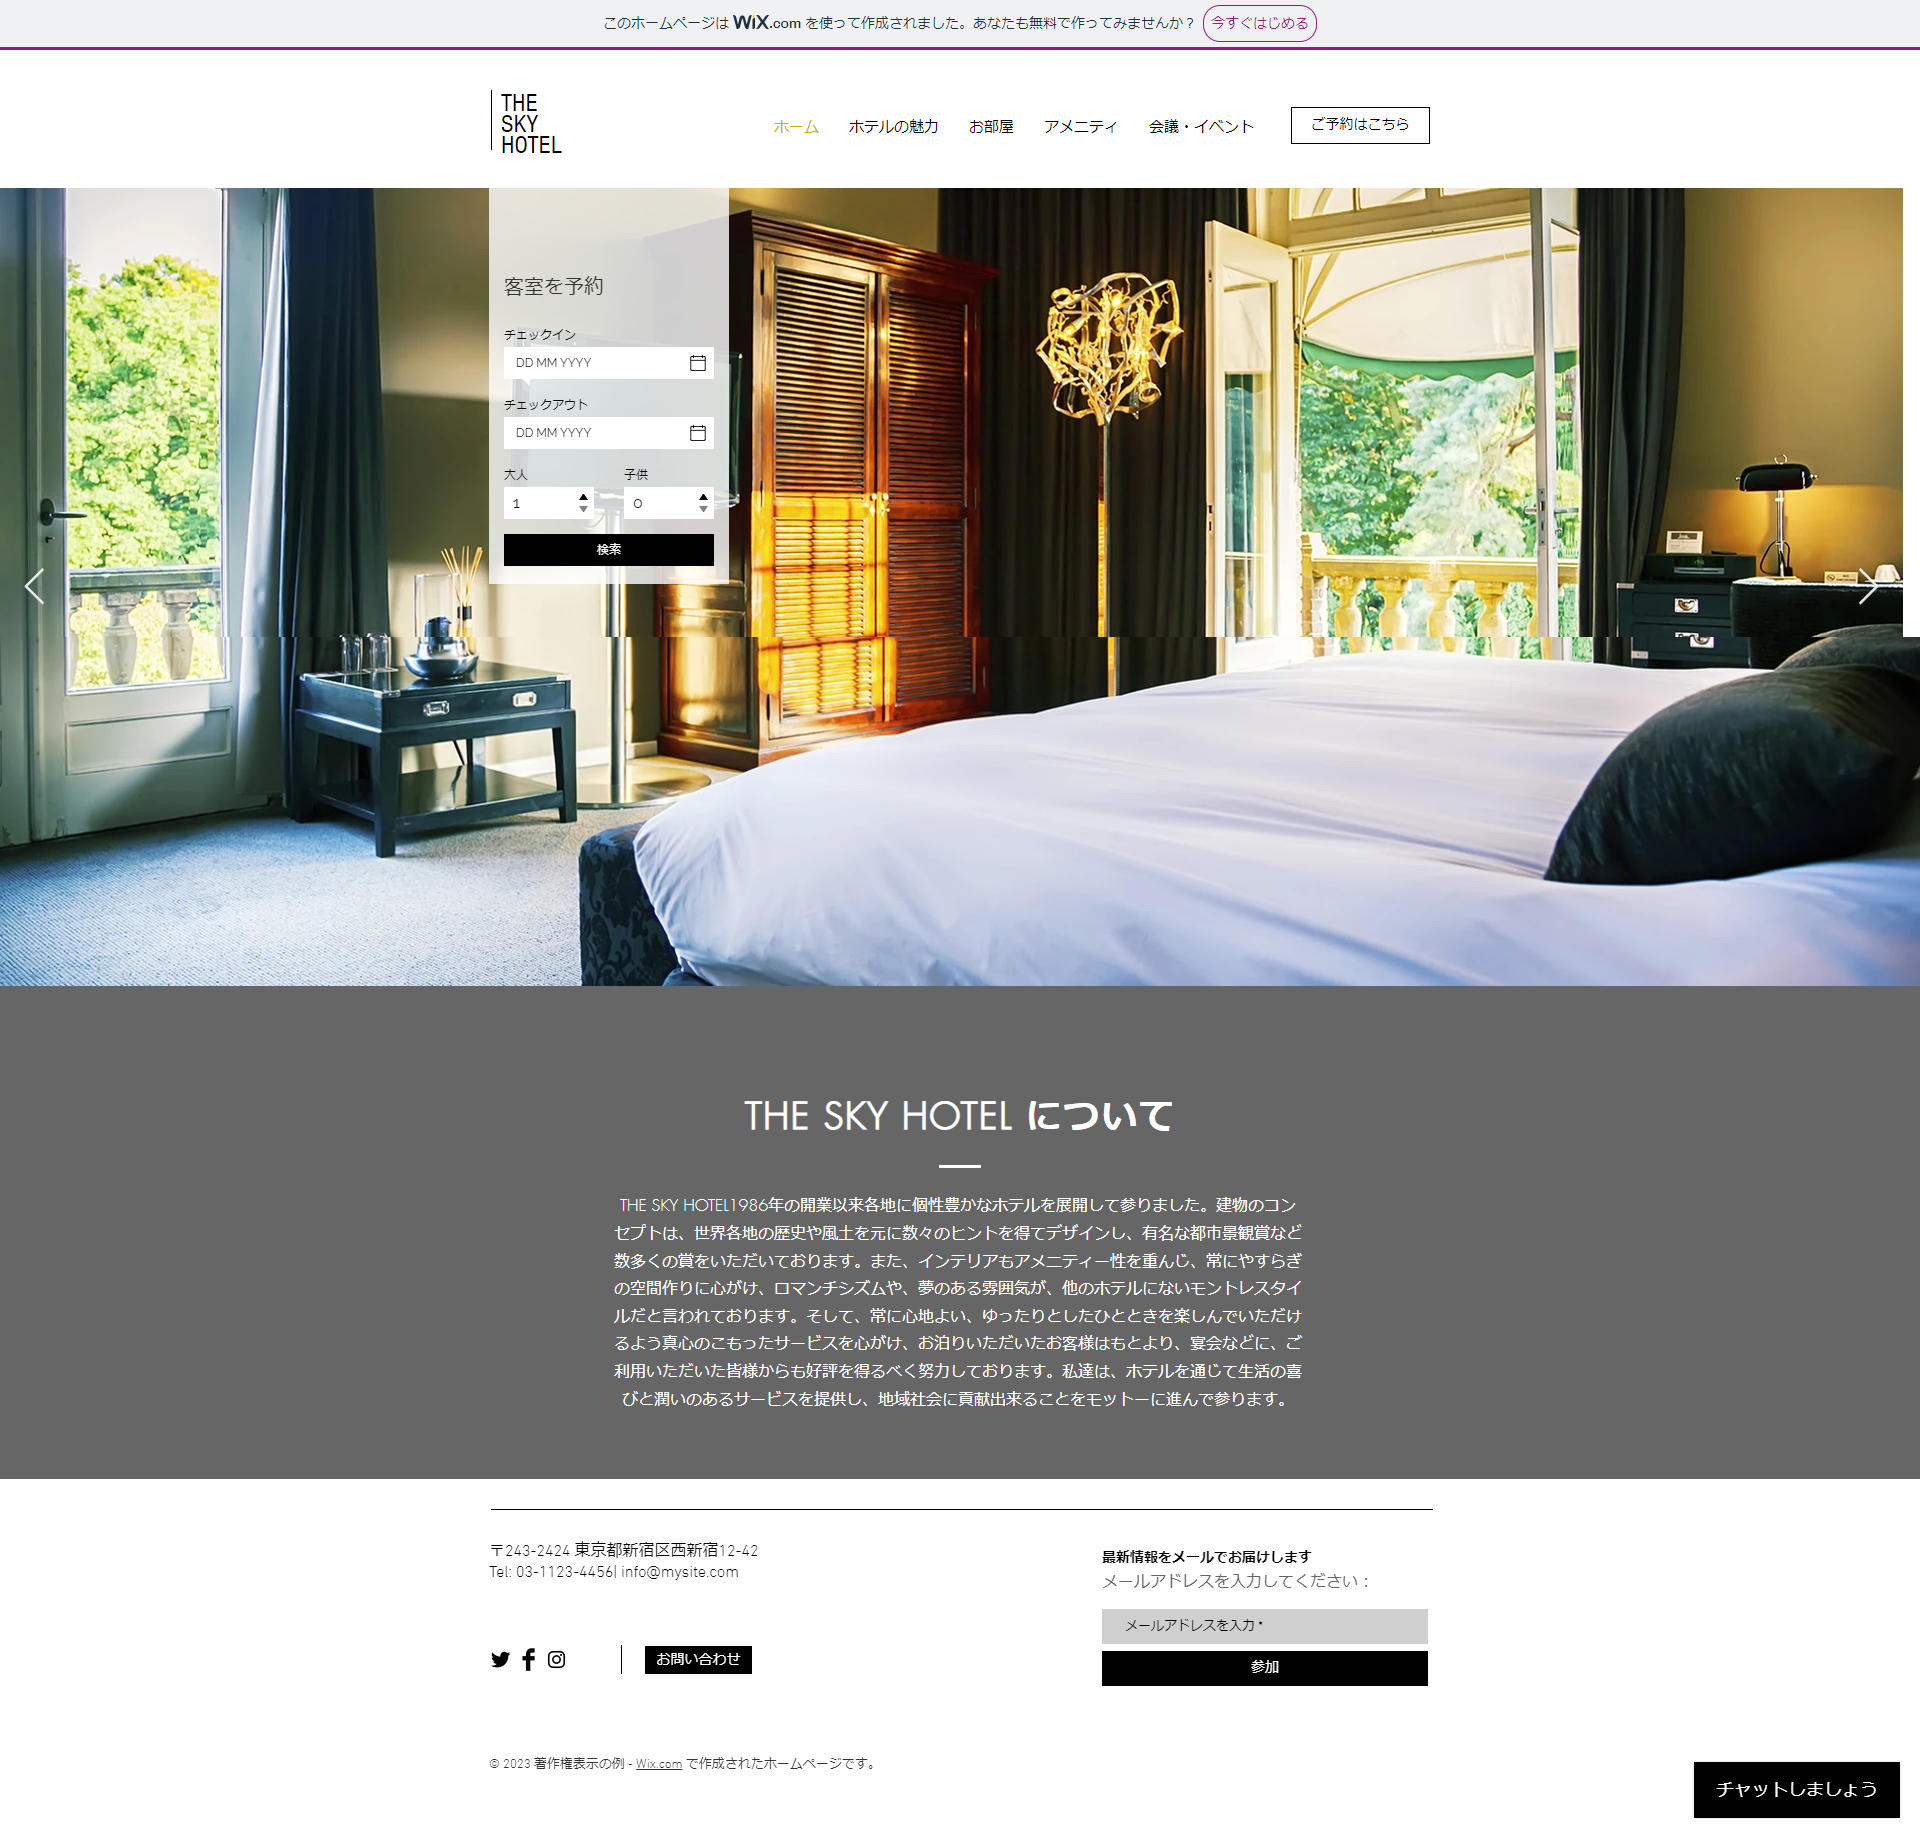 このホームページは WiX.com を使って作成されました。あなたも無料で作ってみませんか？ 今すぐはじめる
THE
SKY
HOTEL
ホーム ホテルの魅力 お部屋 アメニティ 会議・イベント ご予約はこちら
客室を予約
チェックイン
DD MM YYYY
チェックアウト
DD MM YYYY
大人 子供
1 0
検索
THE SKY HOTEL について
THE SKY HOTEL1986年の開業以来各地に個性豊かなホテルを展開して参りました。建物のコン
セプトは、世界各地の歴史や風土を元に数々のヒントを得てデザインし、有名な都市景観賞など
数多くの賞をいただいております。また、インテリアもアメニティー性を重んじ、常にやすらぎ
の空間作りに心がけ、ロマンチシズムや、夢のある雰囲気が、他のホテルにないモントレスタイ
ルだと言われております。そして、常に心地よい、ゆったりとしたひとときを楽しんでいただけ
るよう真心のこもったサービスを心がけ、お泊りいただいたお客様はもとより、宴会などに、ご
利用いただいた皆様からも好評を得るべく努力しております。私達は、ホテルを通じて生活の喜
びと潤いのあるサービスを提供し、地域社会に貢献出来ることをモットーに進んで参ります。
〒243-2424 東京都新宿区西新宿12-42
Tel: 03-1123-4456| info@mysite.com
最新情報をメールでお届けします
メールアドレスを入力してください：
メールアドレスを入力 *
参加
お問い合わせ
© 2023 著作権表示の例 - Wix.com で作成されたホームページです。
チャットしましょう